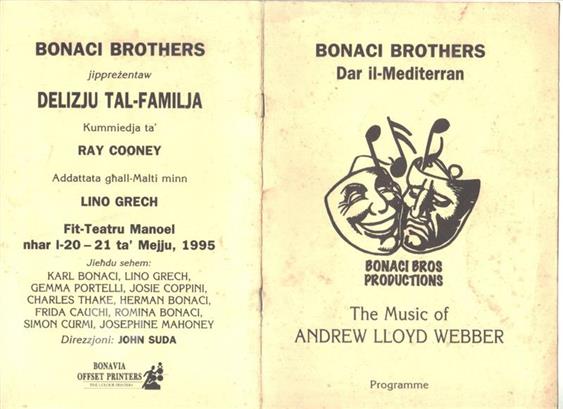 BONACI BROTHERS
jippreżentaw
DELIZJU TAL-FAMILJA
Kummiedja ta'
RAY COONEY
Addattata għall-Malti minn
LINO GRECH
Fit-Teatru Manoel
nhar l-20 – 21 ta' Mejju, 1995
Jieħdu sehem:
KARL BONACI, LINO GRECH,
GEMMA PORTELLI, JOSIE COPPINI,
CHARLES THAKE, HERMAN BONACI,
FRIDA CAUCHI, ROMINA BONACI,
SIMON CURMI, JOSEPHINE MAHONEY
Direzzjoni: JOHN SUDA
BONAVIA
OFFSET PRINTERS
BONACI BROTHERS
Dar il-Mediterran
BONACI BROS
PRODUCTIONS
The Music of
ANDREW LLOYD WEBBER
Programme